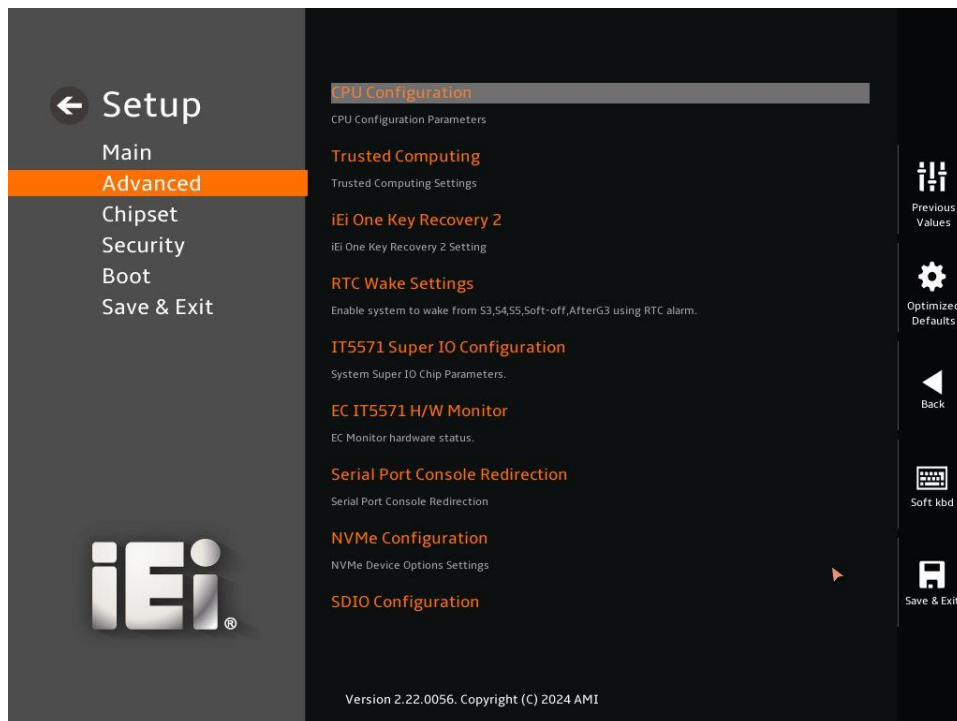 Setup
Main
Advanced
Chipset
Security
Boot
Save & Exit
iEi®
CPU Configuration
CPU Configuration Parameters
Trusted Computing
Trusted Computing Settings
iEi One Key Recovery 2
iEi One Key Recovery 2 Setting
RTC Wake Settings
Enable system to wake from S3,S4,S5,Soft-off,AfterG3 using RTC alarm.
IT5571 Super IO Configuration
System Super IO Chip Parameters.
EC IT5571 H/W Monitor
EC Monitor hardware status.
Serial Port Console Redirection
Serial Port Console Redirection
NVMe Configuration
NVMe Device Options Settings
SDIO Configuration
Version 2.22.0056. Copyright (C) 2024 AMI
Previous
Values
Optimized
Defaults
Back
Soft kbd
Save & Exit